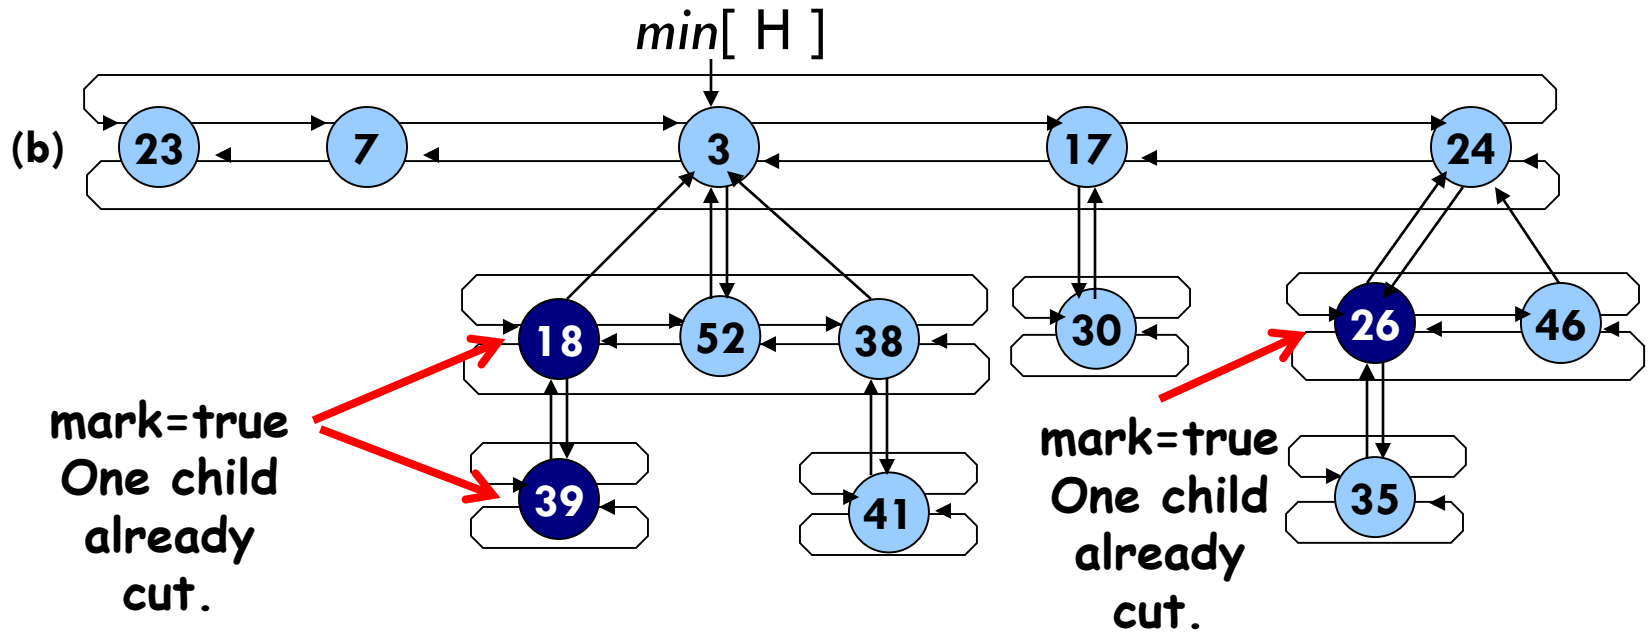 min[ H ]
(b)
23 7 3 17 24
18 52 38 30 26 46
39 41 35
mark=true
One child
already
cut.
mark=true
One child
already
cut.